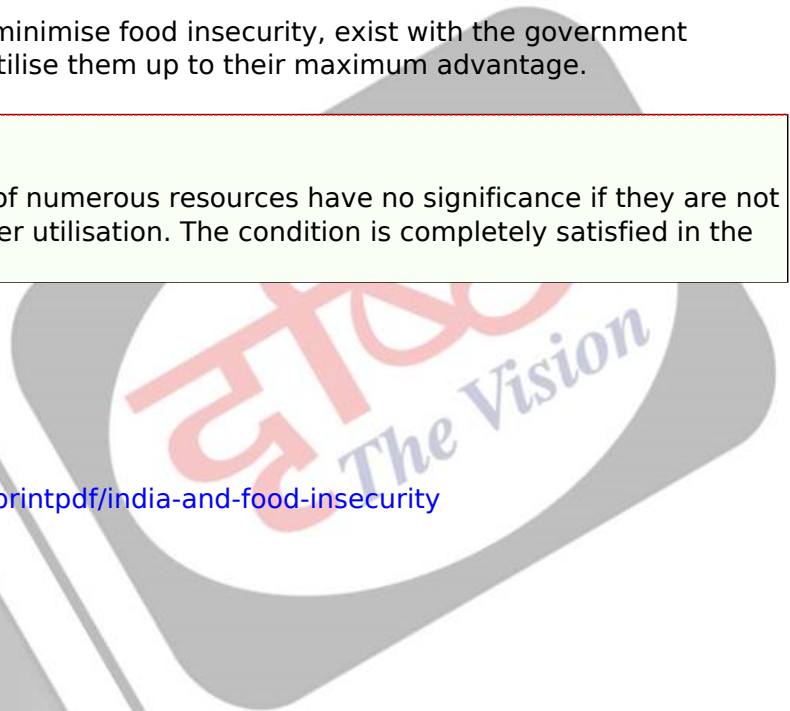 minimise food insecurity, exist with the government
tilise them up to their maximum advantage.
of numerous resources have no significance if they are not
er utilisation. The condition is completely satisfied in the
The Vision
printpdf/india-and-food-insecurity